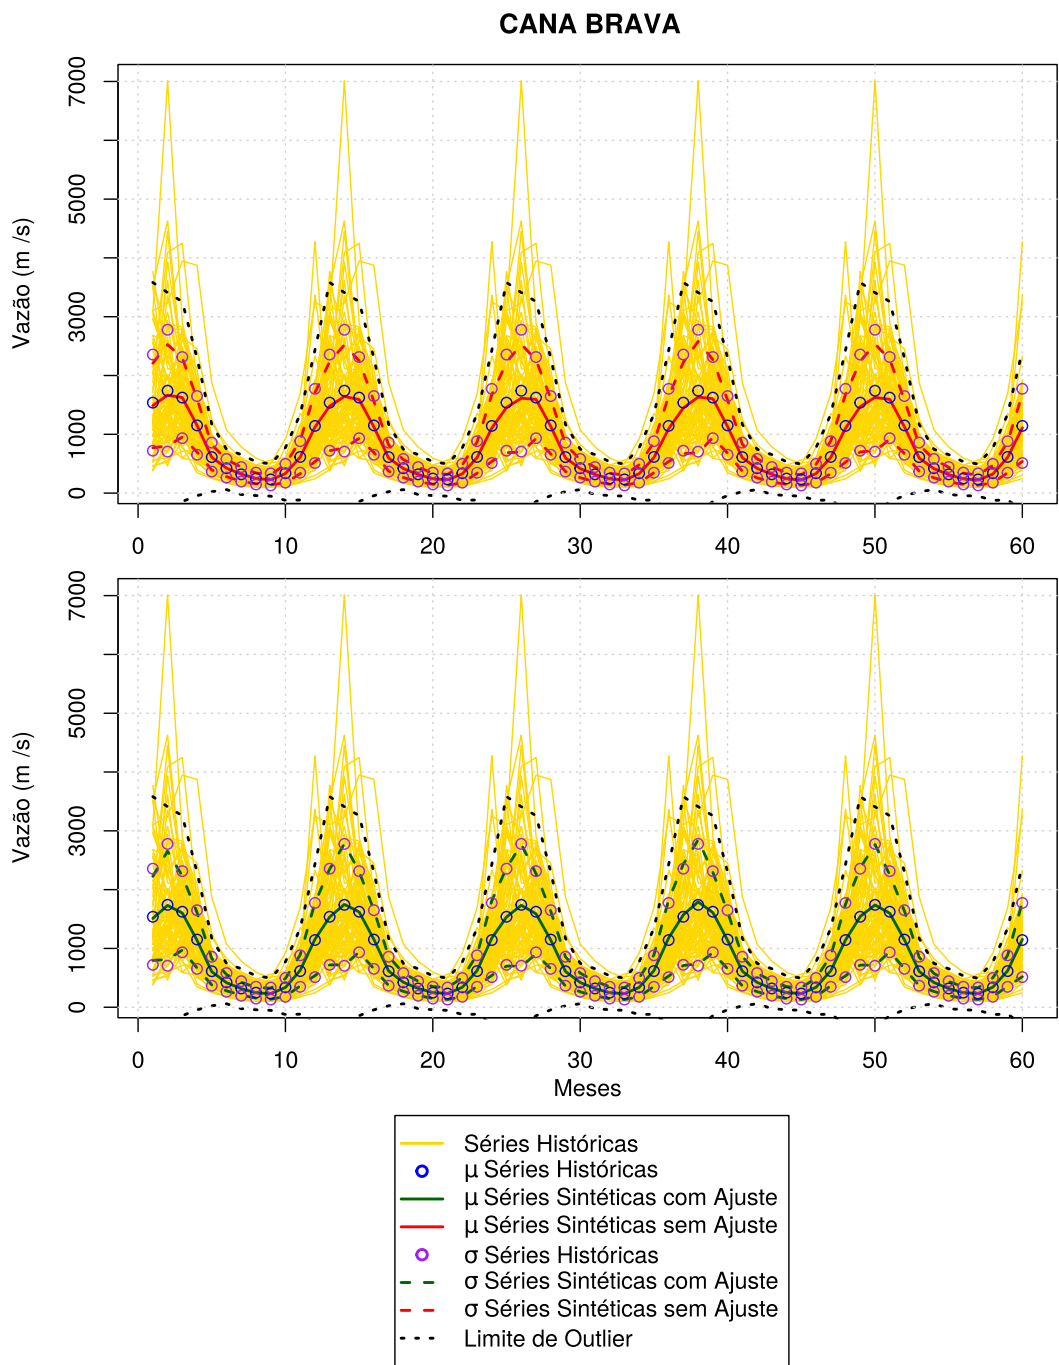 CANA BRAVA
Vazão (m /s)
7000
5000
3000
1000
0
0 10 20 30 40 50 60
Vazão (m /s)
7000
5000
3000
1000
0
0 10 20 30 40 50 60
Meses
Séries Históricas
μ Séries Históricas
μ Séries Sintéticas com Ajuste
μ Séries Sintéticas sem Ajuste
σ Séries Históricas
σ Séries Sintéticas com Ajuste
σ Séries Sintéticas sem Ajuste
Limite de Outlier